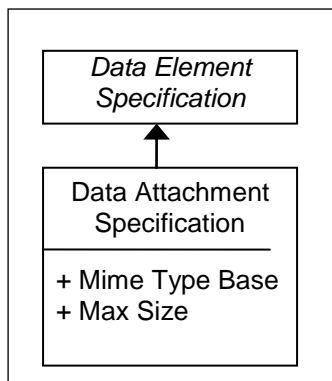 Data Element
Specification
Data Attachment
Specification
+ Mime Type Base
+ Max Size